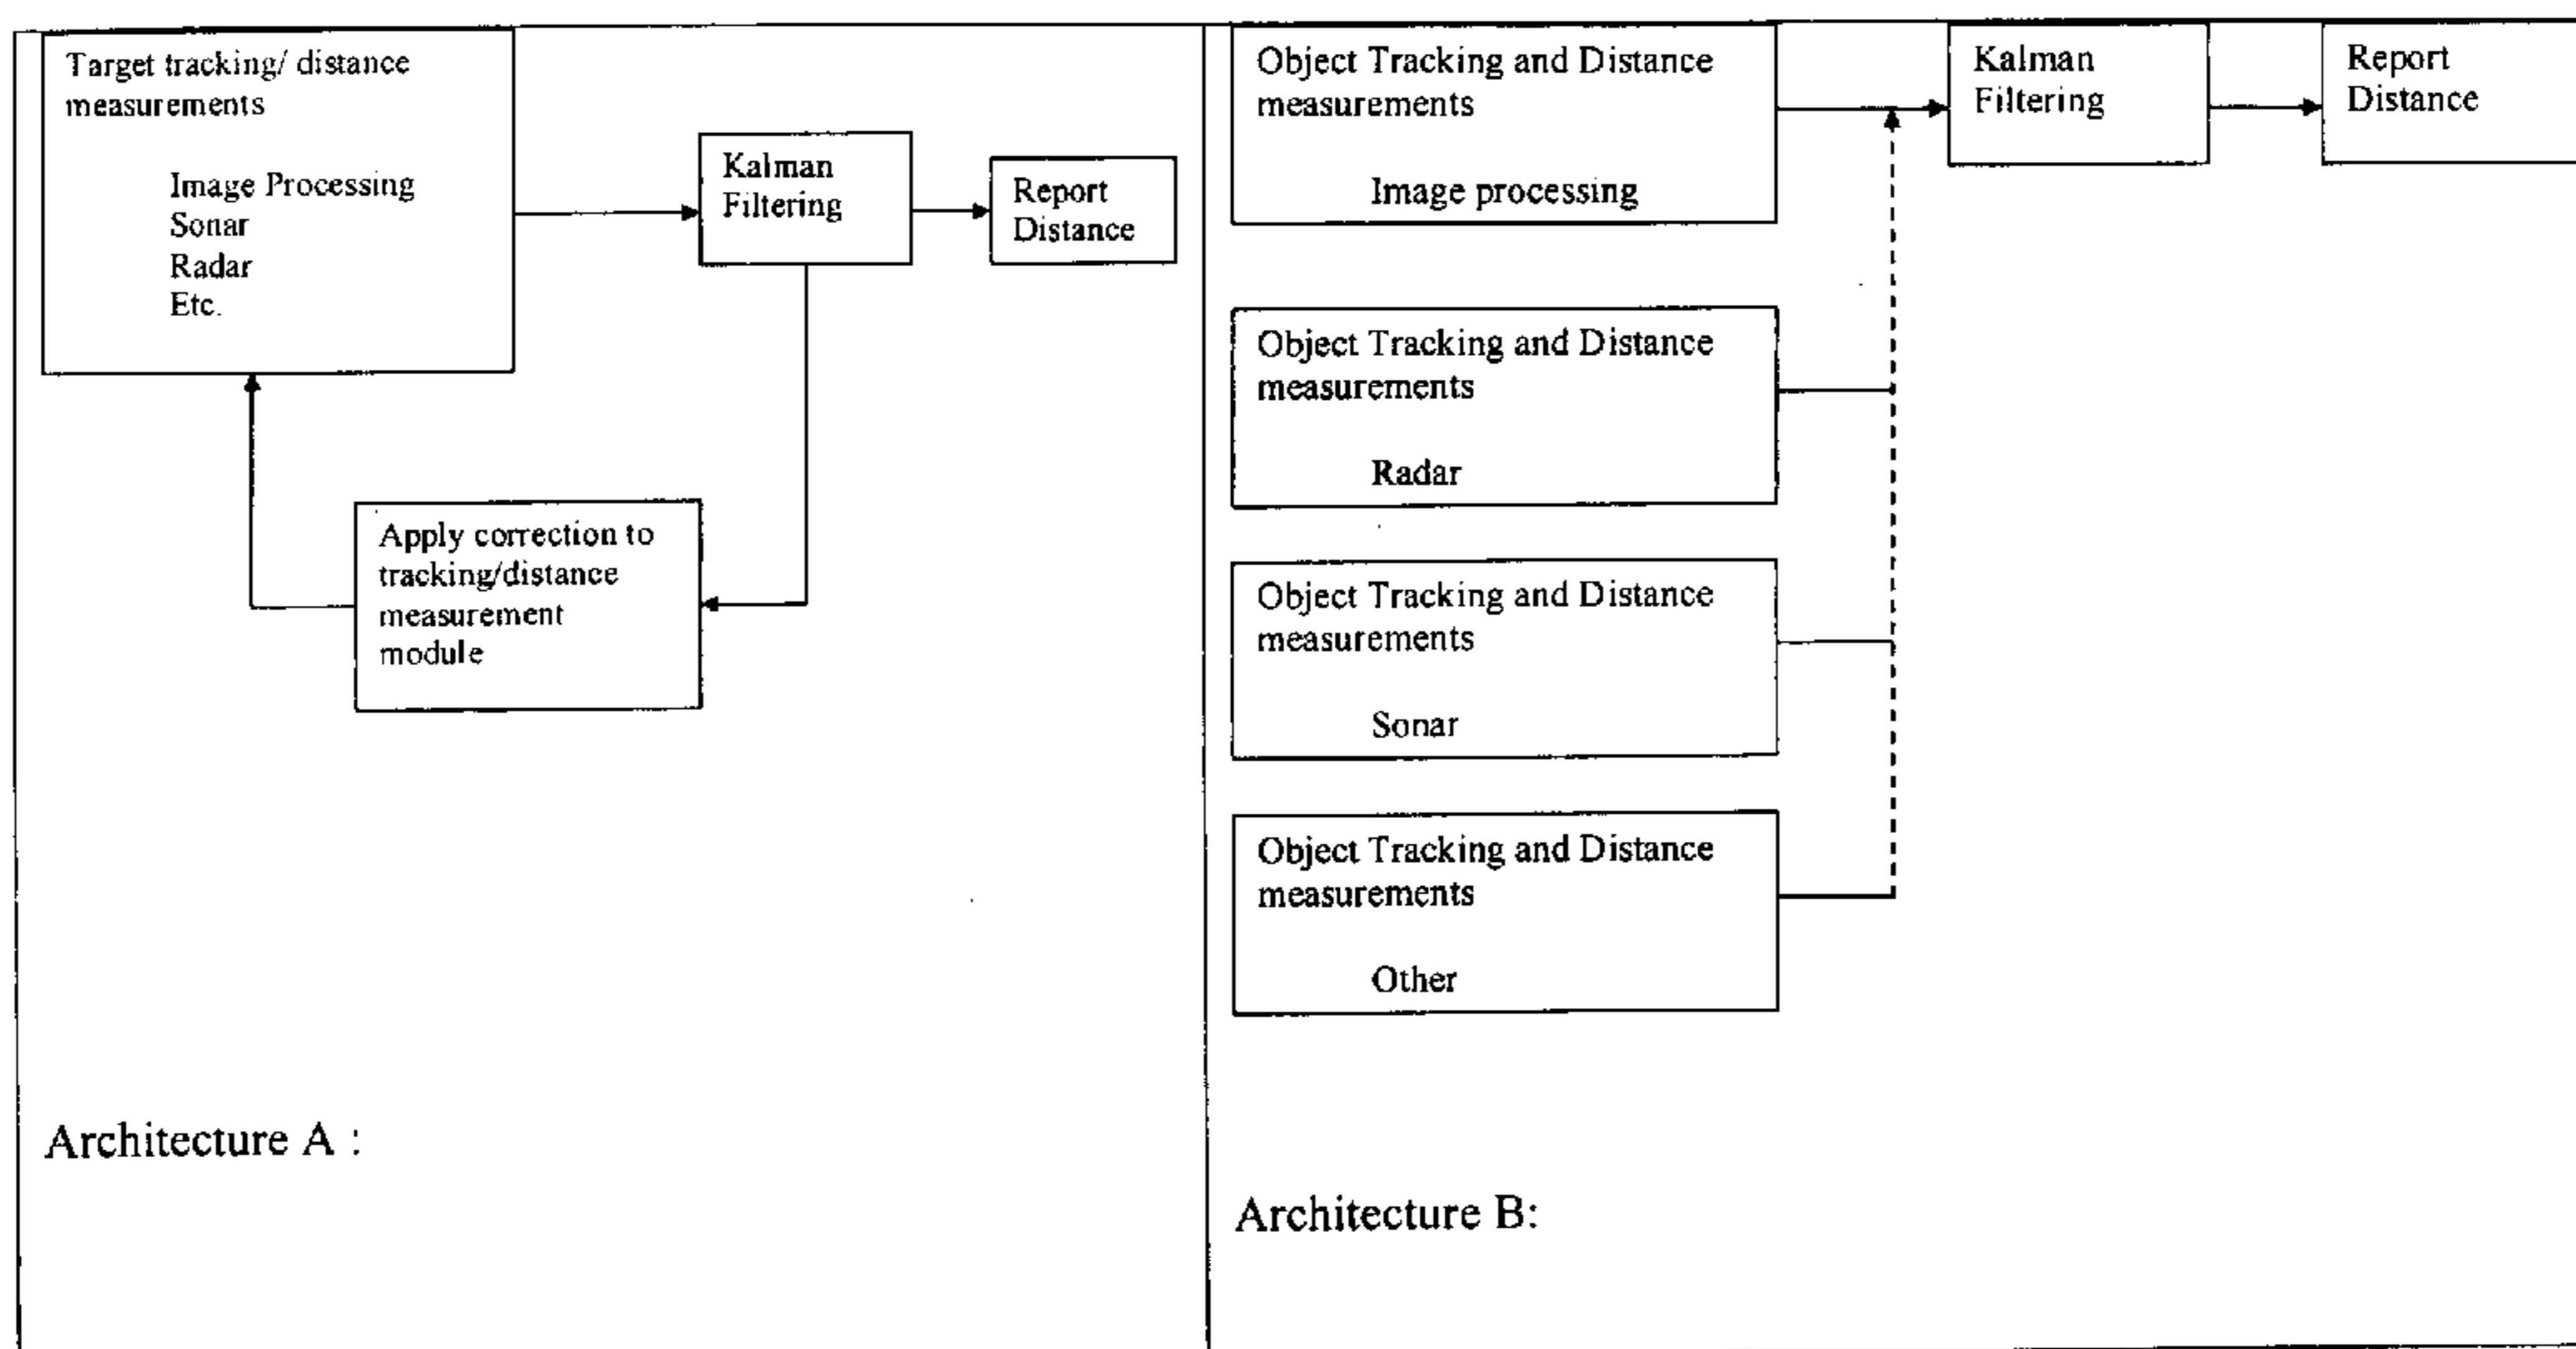 Target tracking/ distance
measurements
Image Processing
Sonar
Radar
Etc.
Kalman
Filtering
Report
Distance
Apply correction to
tracking/distance
measurement
module
Architecture A :
Object Tracking and Distance
measurements
Image processing
Kalman
Filtering
Report
Distance
Object Tracking and Distance
measurements
Radar
Object Tracking and Distance
measurements
Sonar
Object Tracking and Distance
measurements
Other
Architecture B: